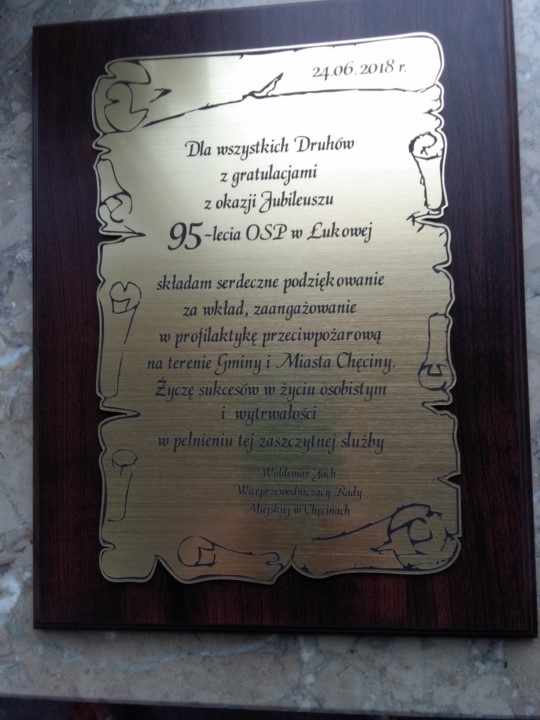 24.06.2018 r.
Dla wszystkich Druhów
z gratulacjami
z okazji Jubileuszu
95-lecia OSP w Łukowej
składam serdeczne podziękowanie
za wkład, zaangażowanie
w profilaktykę przeciwpożarową
na terenie Gminy i Miasta Chęciny.
Życzę sukcesów w życiu osobistym
i wytrwałości
w pełnieniu tej zaszczytnej służby
Waldemar
Wiceprzewodniczący Rady
Miejskiej w Chęcinach